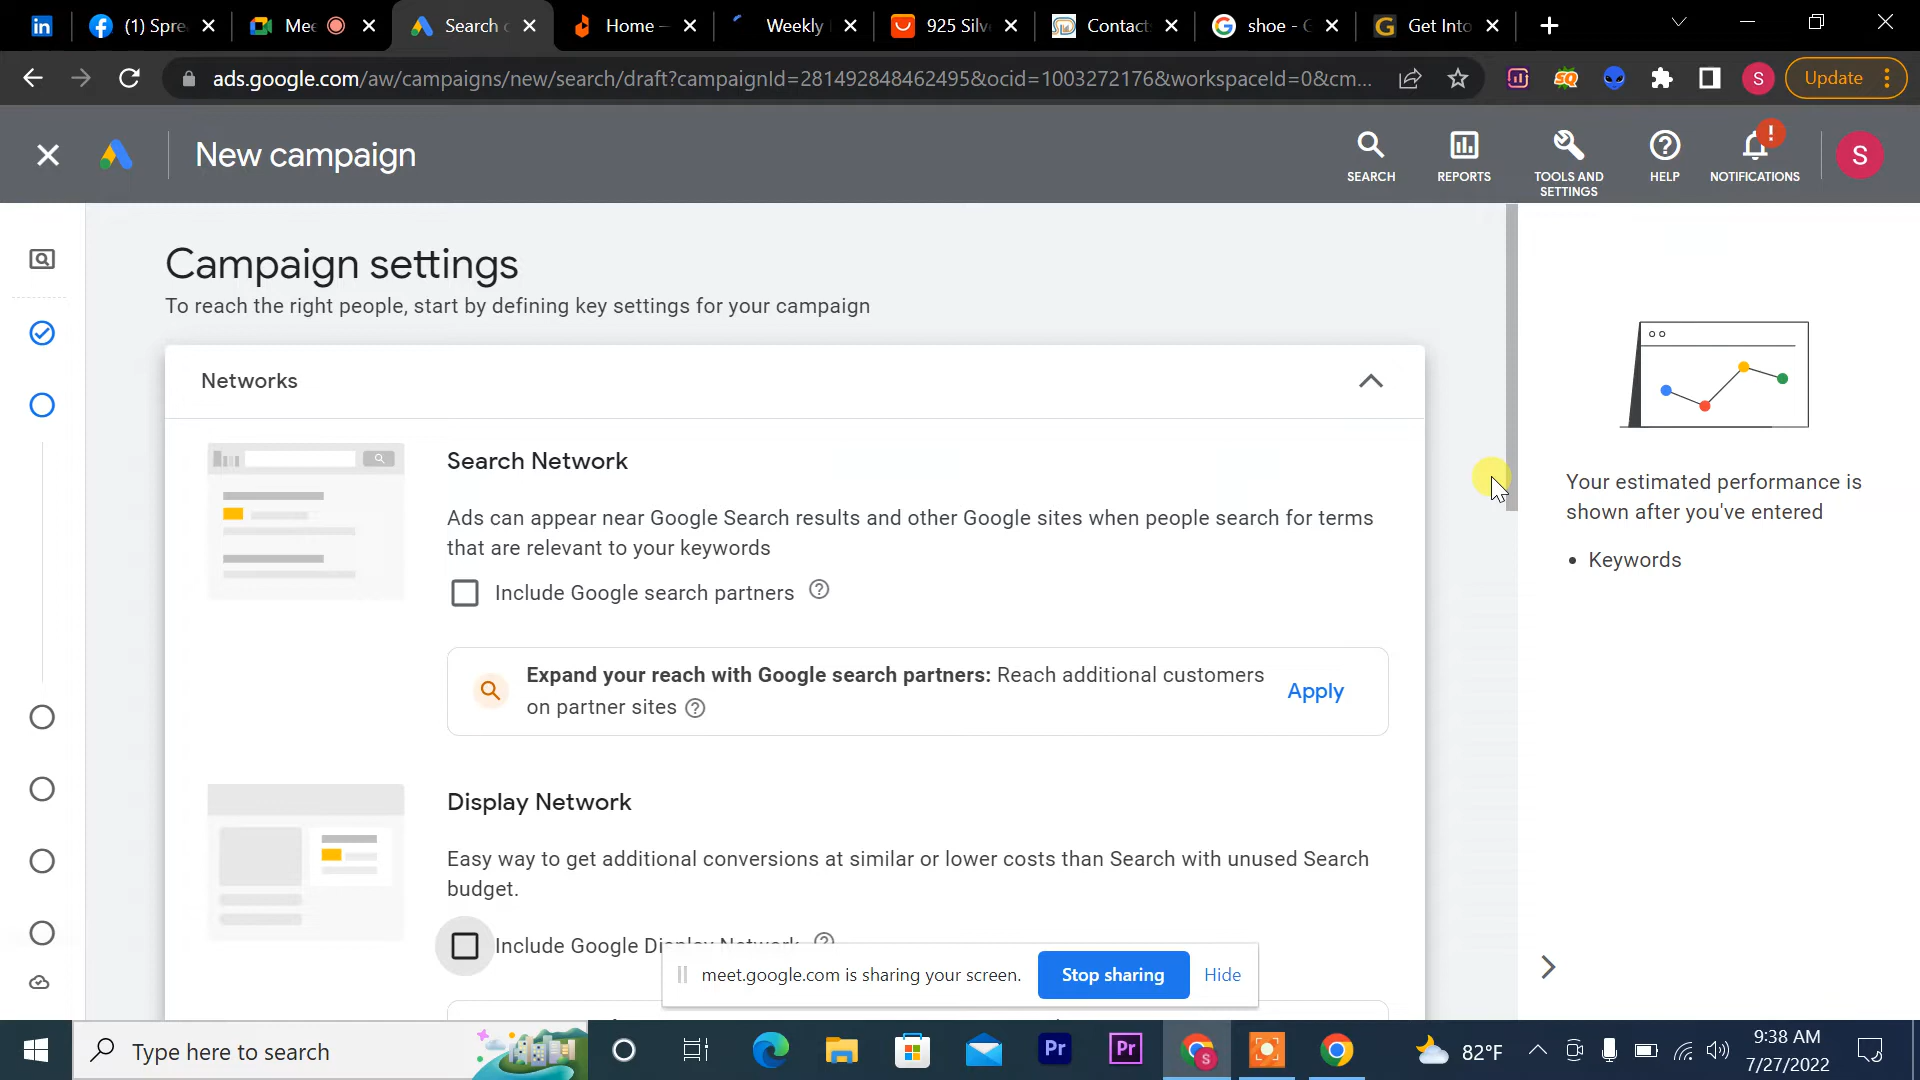 in
(1) Spre
Mee
Search c
Home –
Weekly
925 Silv
Contact
shoe - G
Get Into
ads.google.com/aw/campaigns/new/search/draft?campaignId=281492848462495&ocid=1003272176&workspaceId=0&cm...
SQ
S
Update
New campaign
SEARCH
REPORTS
TOOLS AND
SETTINGS
HELP
NOTIFICATIONS
S
Campaign settings
To reach the right people, start by defining key settings for your campaign
Networks
Search Network
Ads can appear near Google Search results and other Google sites when people search for terms
that are relevant to your keywords
Include Google search partners
Expand your reach with Google search partners: Reach additional customers
on partner sites
Apply
Display Network
Easy way to get additional conversions at similar or lower costs than Search with unused Search
budget.
Include Google Display Network
Your estimated performance is
shown after you've entered
• Keywords
meet.google.com is sharing your screen.
Stop sharing
Hide
Type here to search
Pr
Pr
S
82°F
9:38 AM
7/27/2022